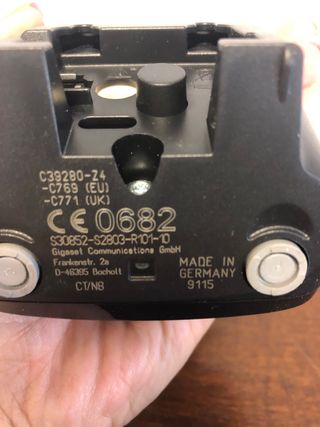 C39280-Z4
-C769 (EU)
-C771 (UK)
CE 0682
S30852-S2803-R101-10
Gigaset Communications GmbH
Frankenstr. 2a
D-46395 Bocholt
CT/N8
MADE IN
GERMANY
9115